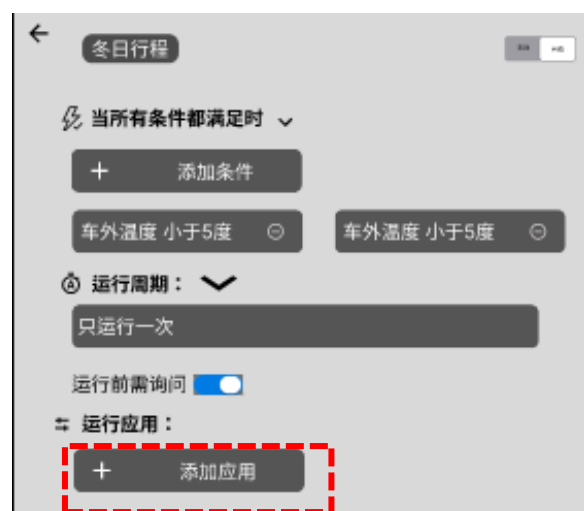 冬日行程
当所有条件都满足时
+ 添加条件
车外温度 小于5度 车外温度 小于5度
运行周期：
只运行一次
运行前需询问
运行应用：
+ 添加应用